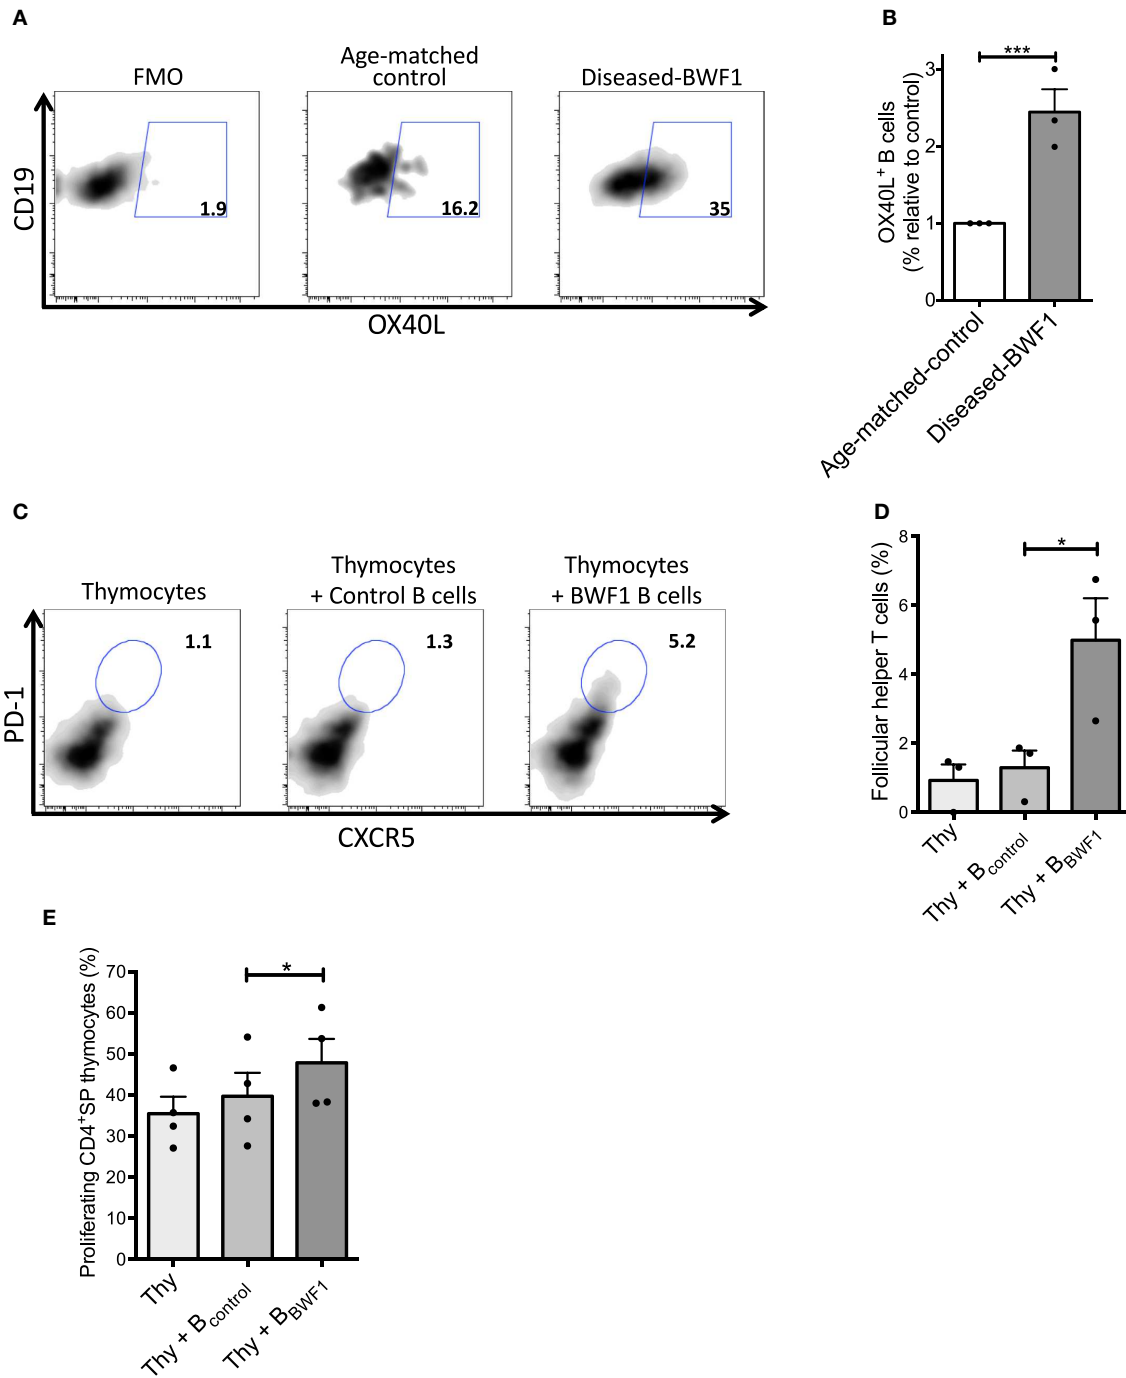 A
FMO
Age-matched
control
Diseased-BWF1
CD19
1.9
16.2
35
OX40L
B
***
OX40L⁺ B cells
(% relative to control)
3
2
1
0
Age-matched-control
Diseased-BWF1
C
Thymocytes
Thymocytes
+ Control B cells
Thymocytes
+ BWF1 B cells
PD-1
1.1
1.3
5.2
CXCR5
D
*
Follicular helper T cells (%)
8
6
4
2
0
Thy
Thy + Bcontrol
Thy + BBWF1
E
*
Proliferating CD4⁺SP thymocytes (%)
70
60
50
40
30
20
10
0
Thy
Thy + Bcontrol
Thy + BBWF1